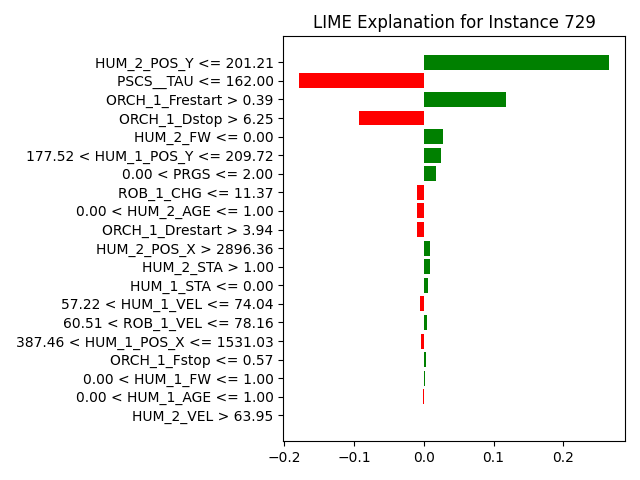 LIME Explanation for Instance 729
HUM_2_POS_Y <= 201.21
PSCS__TAU <= 162.00
ORCH_1_Frestart > 0.39
ORCH_1_Dstop > 6.25
HUM_2_FW <= 0.00
177.52 < HUM_1_POS_Y <= 209.72
0.00 < PRGS <= 2.00
ROB_1_CHG <= 11.37
0.00 < HUM_2_AGE <= 1.00
ORCH_1_Drestart > 3.94
HUM_2_POS_X > 2896.36
HUM_2_STA > 1.00
HUM_1_STA <= 0.00
57.22 < HUM_1_VEL <= 74.04
60.51 < ROB_1_VEL <= 78.16
387.46 < HUM_1_POS_X <= 1531.03
ORCH_1_Fstop <= 0.57
0.00 < HUM_1_FW <= 1.00
0.00 < HUM_1_AGE <= 1.00
HUM_2_VEL > 63.95
−0.2 −0.1 0.0 0.1 0.2